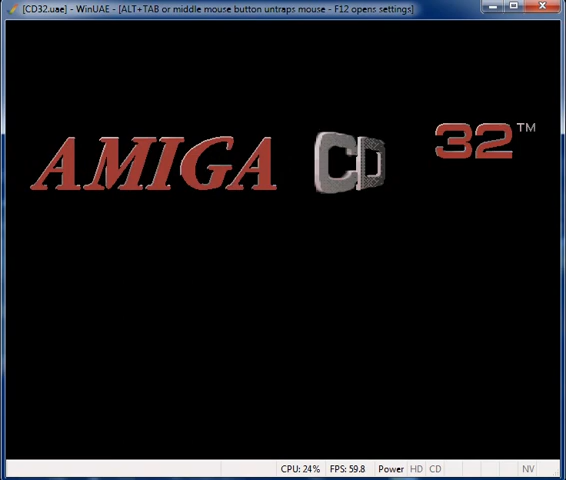 [CD32.uae] - WinUAE - [ALT+TAB or middle mouse button untraps mouse - F12 opens settings]
AMIGA CD 32™
CPU: 24% FPS: 59.8 Power HD CD NV